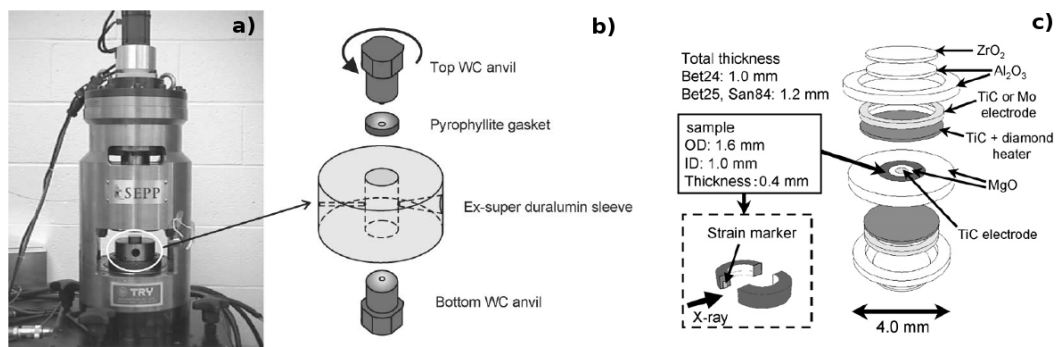 a)
SEPP
TRY
b)
Top WC anvil
Pyrophyllite gasket
Ex-super duralumin sleeve
Bottom WC anvil
c)
Total thickness
Bet24: 1.0 mm
Bet25, San84: 1.2 mm
sample
OD: 1.6 mm
ID: 1.0 mm
Thickness: 0.4 mm
Strain marker
X-ray
ZrO2
Al2O3
TiC or Mo
electrode
TiC + diamond
heater
MgO
TiC electrode
4.0 mm